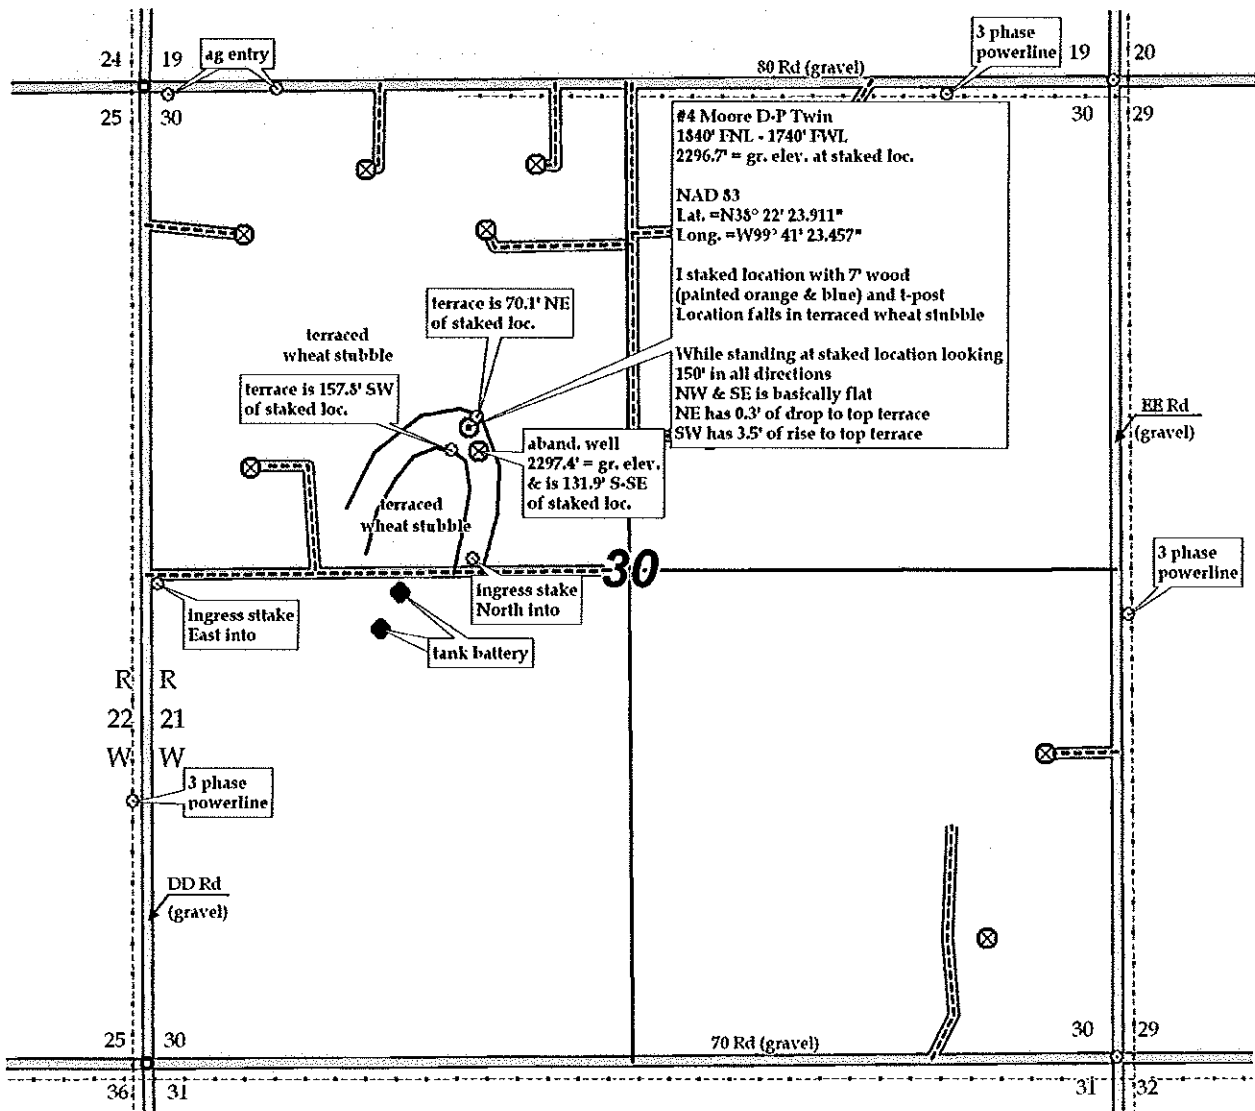 24 19
ag entry
3 phase
powerline
19 20
80 Rd (gravel)
25 30
30 29
#4 Moore D-P Twin
1840' FNL - 1740' FWL
2296.7' = gr. elev. at staked loc.
NAD 83
Lat. =N38° 22' 23.911"
Long. =W99° 41' 23.457"
I staked location with 7' wood
(painted orange & blue) and t-post
Location falls in terraced wheat stubble
While standing at staked location looking
150' in all directions
NW & SE is basically flat
NE has 0.3' of drop to top terrace
SW has 3.5' of rise to top terrace
terrace is 70.1' NE
of staked loc.
terraced
wheat stubble
terrace is 157.8' SW
of staked loc.
EE Rd
(gravel)
aband. well
2297.4' = gr. elev.
& is 131.9' S-SE
of staked loc.
terraced
wheat stubble
30
3 phase
powerline
ingress sttake
East into
ingress stake
North into
tank battery
R R
22 21
W W
3 phase
powerline
DD Rd
(gravel)
25 30
70 Rd (gravel)
30 29
36 31
31 32